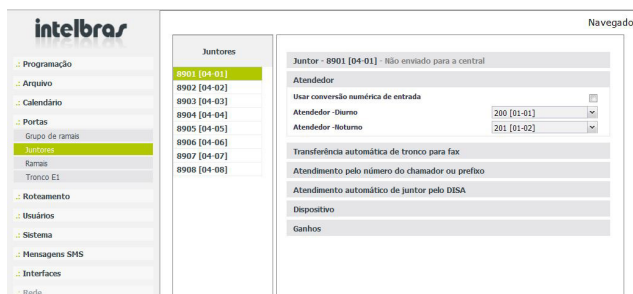 intelbras
Navegado
.: Programação
.: Arquivo
.: Calendário
.: Portas
Grupo de ramais
Juntores
Ramais
Tronco E1
.: Roteamento
.: Usuários
.: Sistema
.: Mensagens SMS
.: Interfaces
.: Rede
Juntores
8901 [04-01]
8902 [04-02]
8903 [04-03]
8904 [04-04]
8905 [04-05]
8906 [04-06]
8907 [04-07]
8908 [04-08]
Juntor - 8901 [04-01] - Não enviado para a central
Atendedor
Usar conversão numérica de entrada
Atendedor -Diurno 200 [01-01]
Atendedor -Noturno 201 [01-02]
Transferência automática de tronco para fax
Atendimento pelo número do chamador ou prefixo
Atendimento automático de juntor pelo DISA
Dispositivo
Ganhos